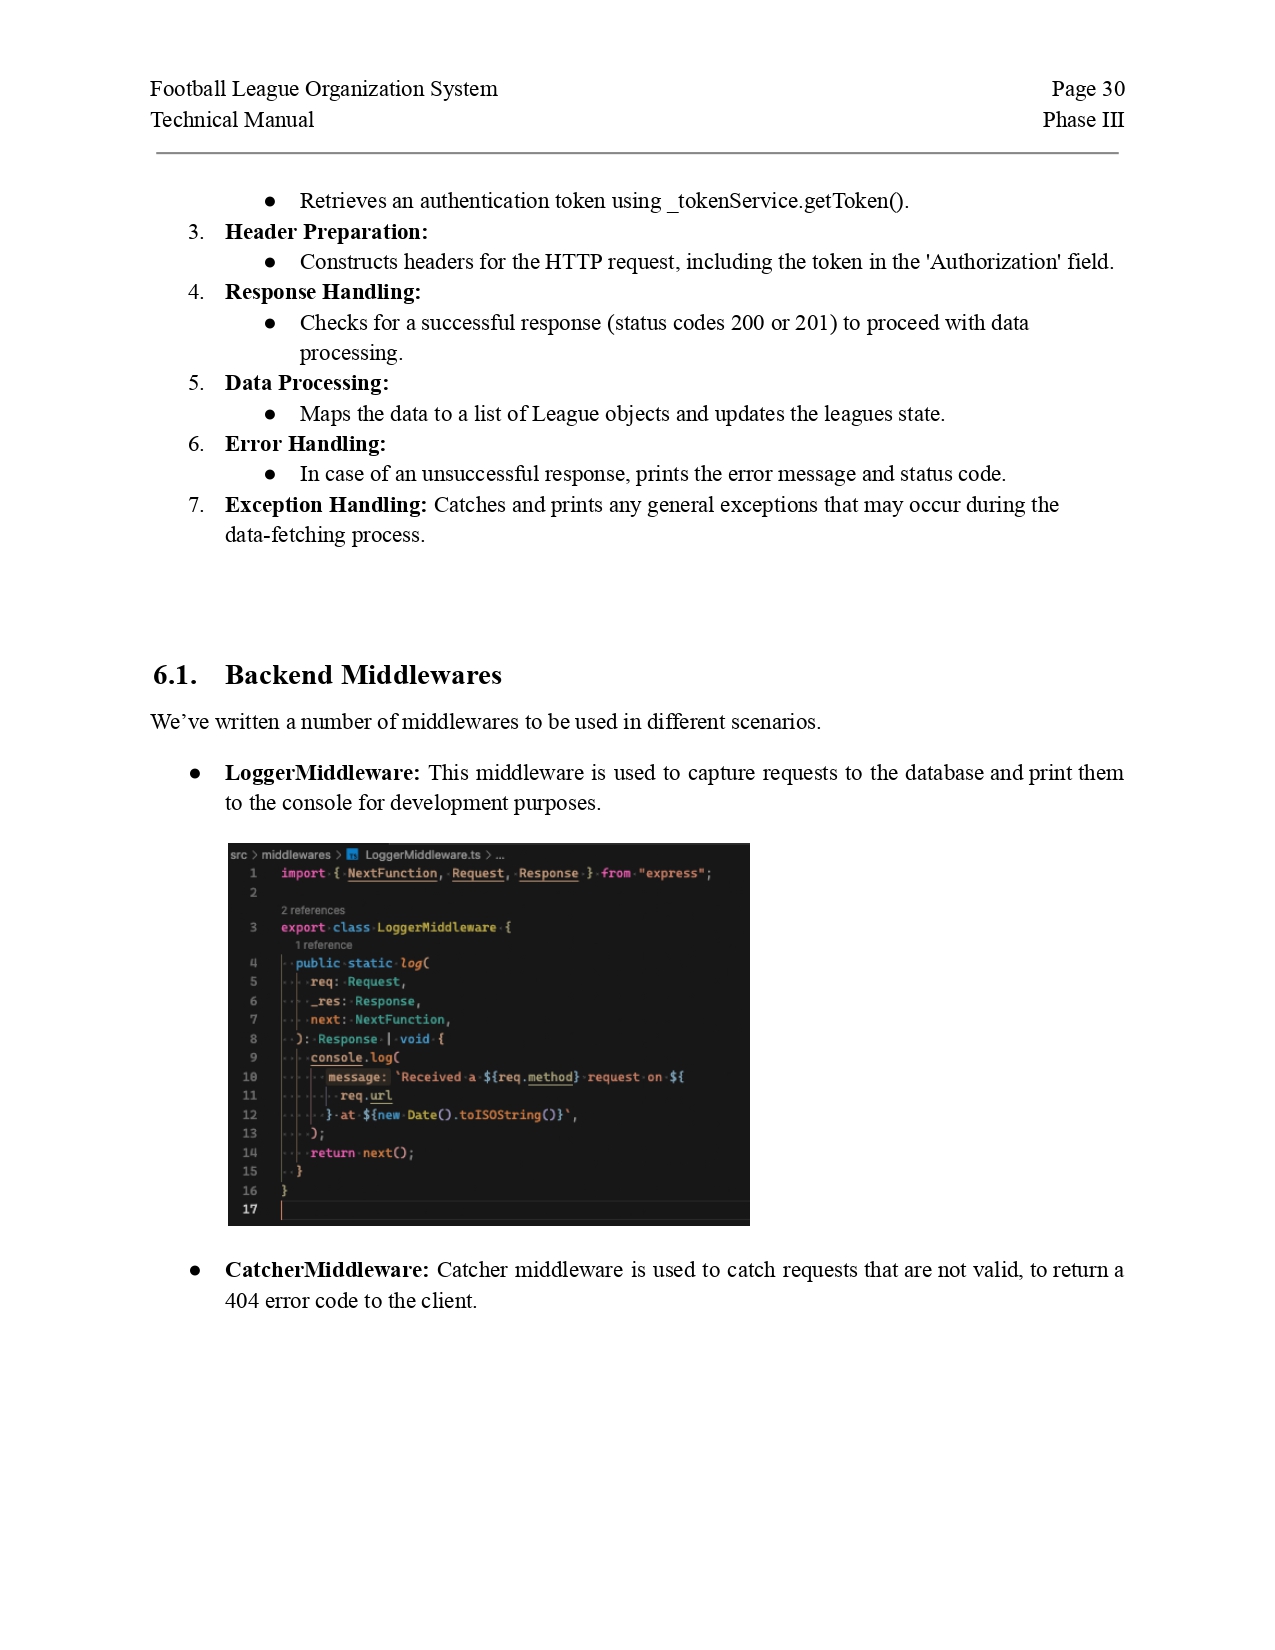 Football League Organization System Page 30
Technical Manual Phase III
● Retrieves an authentication token using _tokenService.getToken().
3. Header Preparation:
● Constructs headers for the HTTP request, including the token in the 'Authorization' field.
4. Response Handling:
● Checks for a successful response (status codes 200 or 201) to proceed with data
processing.
5. Data Processing:
● Maps the data to a list of League objects and updates the leagues state.
6. Error Handling:
● In case of an unsuccessful response, prints the error message and status code.
7. Exception Handling: Catches and prints any general exceptions that may occur during the
data-fetching process.
6.1. Backend Middlewares
We’ve written a number of middlewares to be used in different scenarios.
● LoggerMiddleware: This middleware is used to capture requests to the database and print them
to the console for development purposes.
src > middlewares > TS LoggerMiddleware.ts > ...
1 import { NextFunction, Request, Response } from "express";
2
2 references
3 export class LoggerMiddleware {
1 reference
4 public static log(
5 req: Request,
6 _res: Response,
7 next: NextFunction,
8 ): Response | void {
9 console.log(
10 message: `Received a ${req.method} request on ${
11 req.url
12 } at ${new Date().toISOString()}`,
13 );
14 return next();
15 }
16 }
17
● CatcherMiddleware: Catcher middleware is used to catch requests that are not valid, to return a
404 error code to the client.